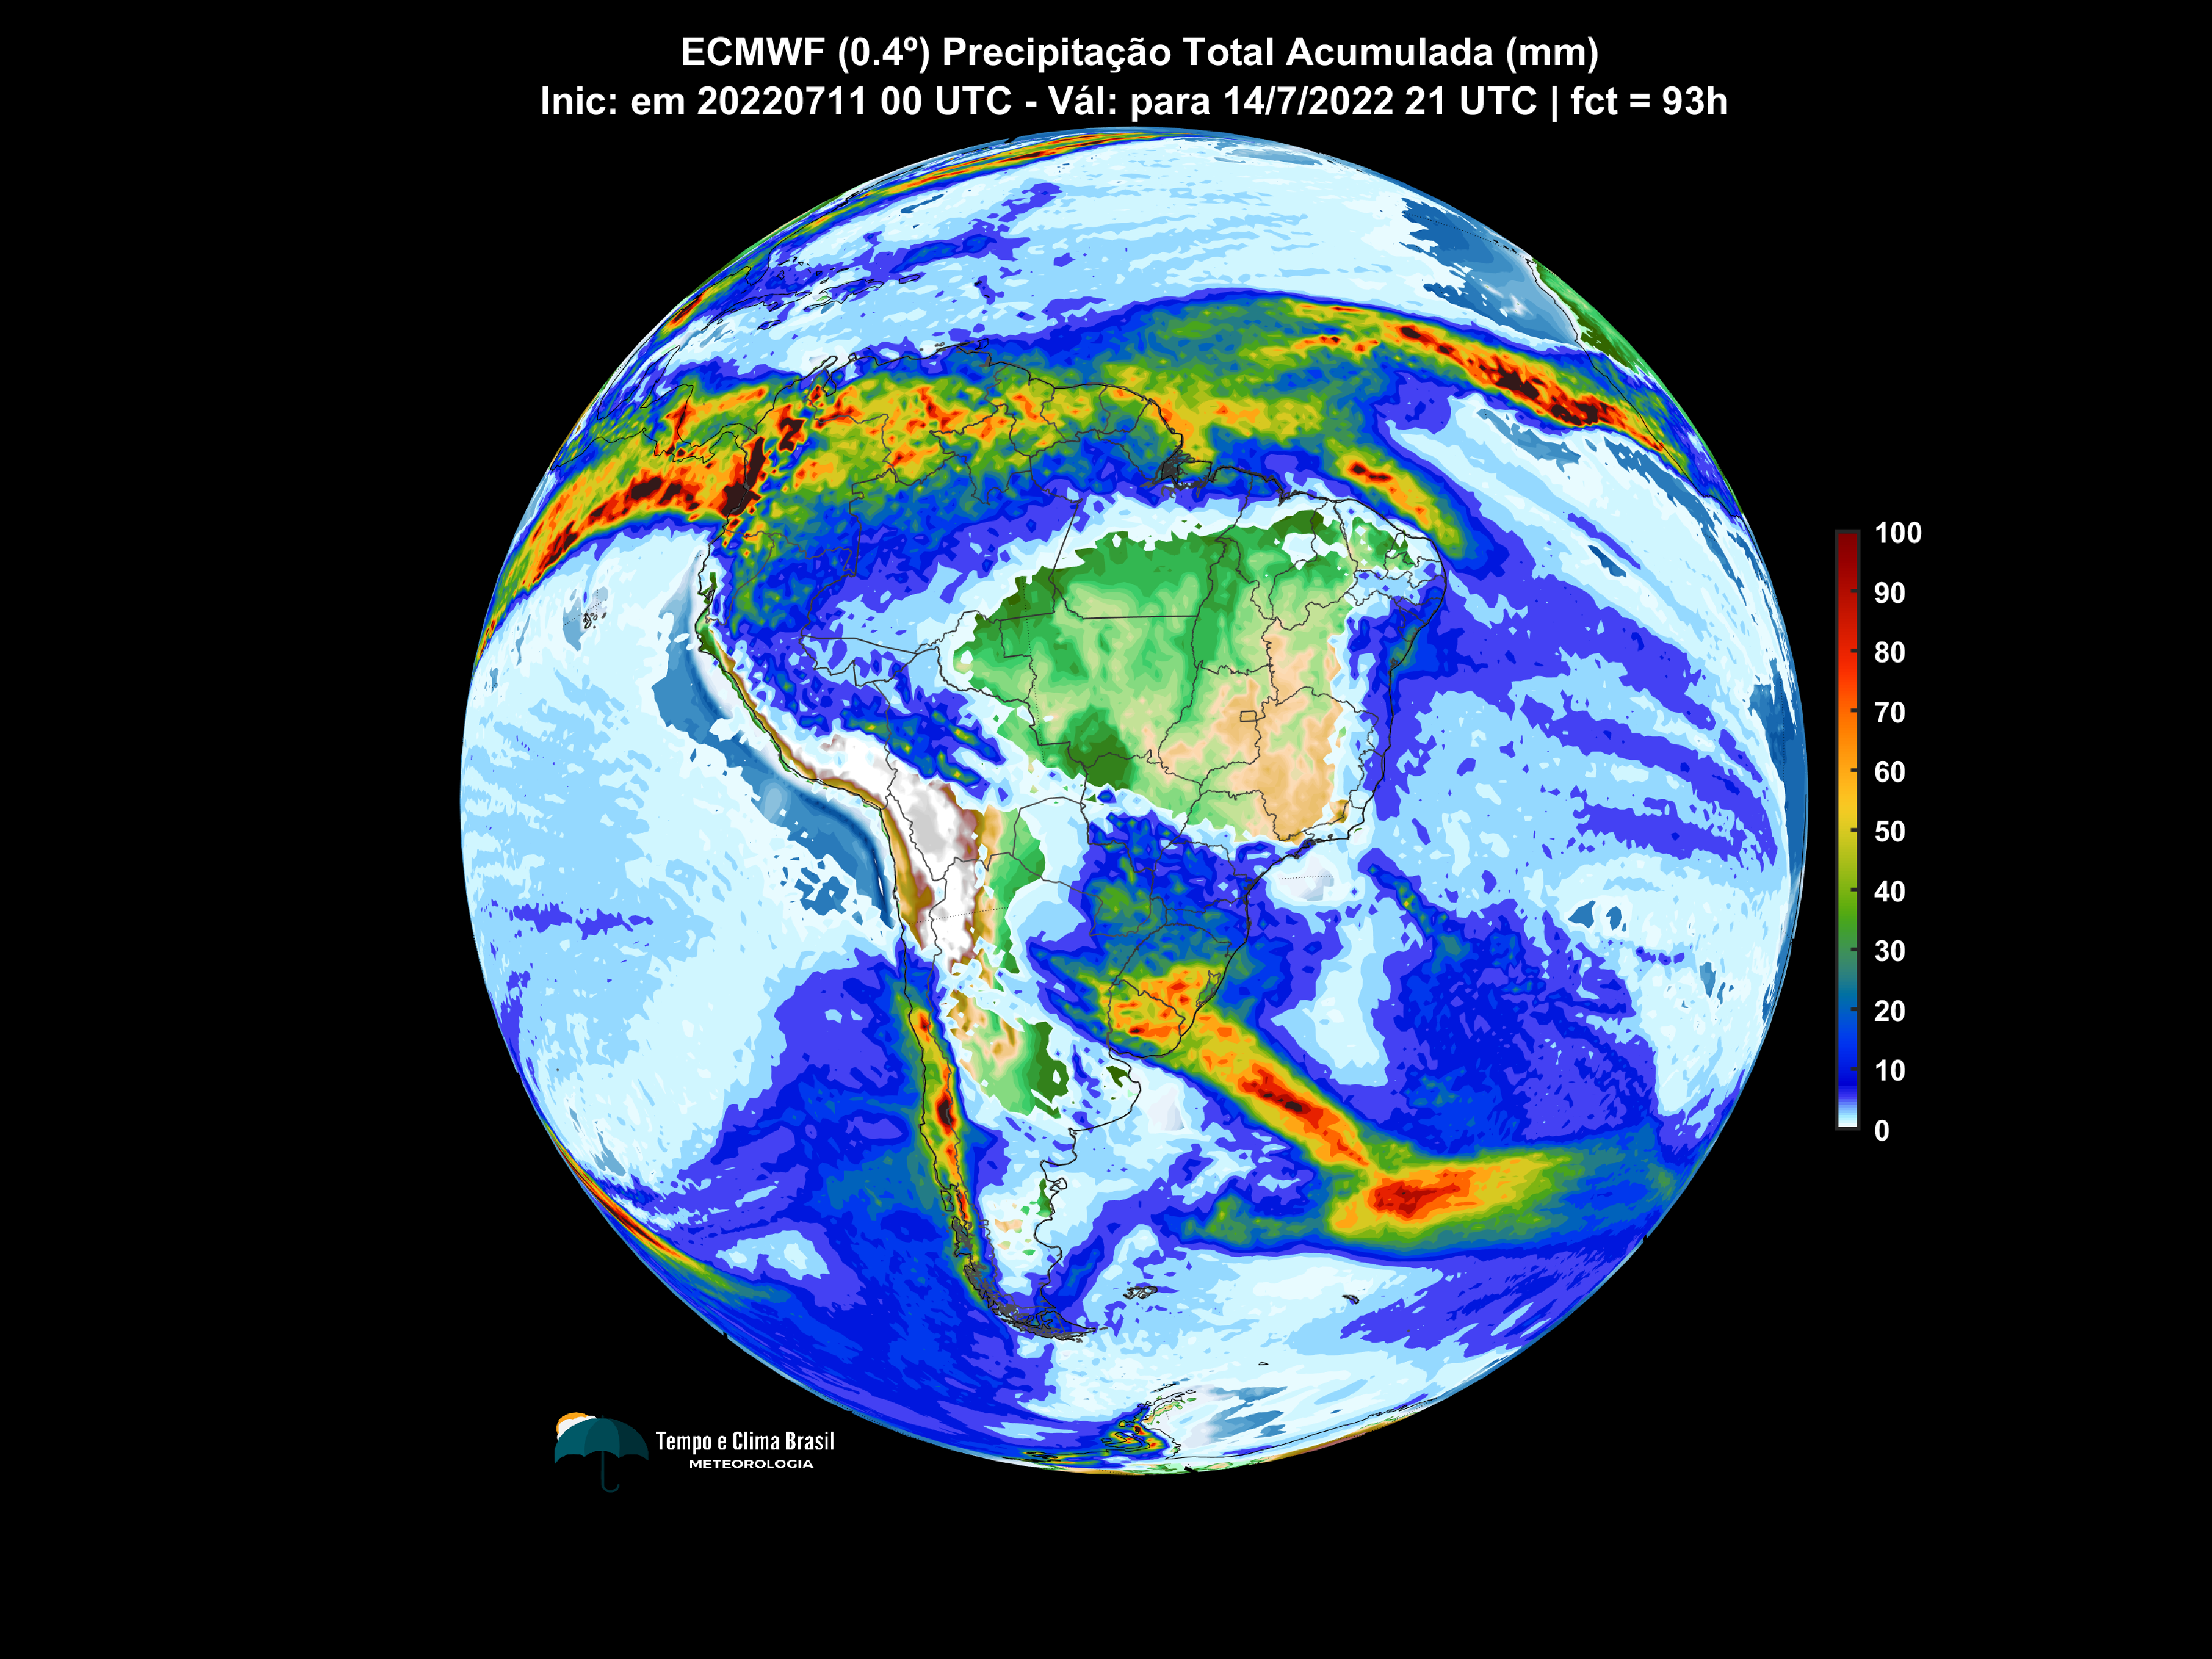 ECMWF (0.4º) Precipitação Total Acumulada (mm)
Inic: em 20220711 00 UTC - Vál: para 14/7/2022 21 UTC | fct = 93h
100
90
80
70
60
50
40
30
20
10
0
Tempo e Clima Brasil
METEOROLOGIA